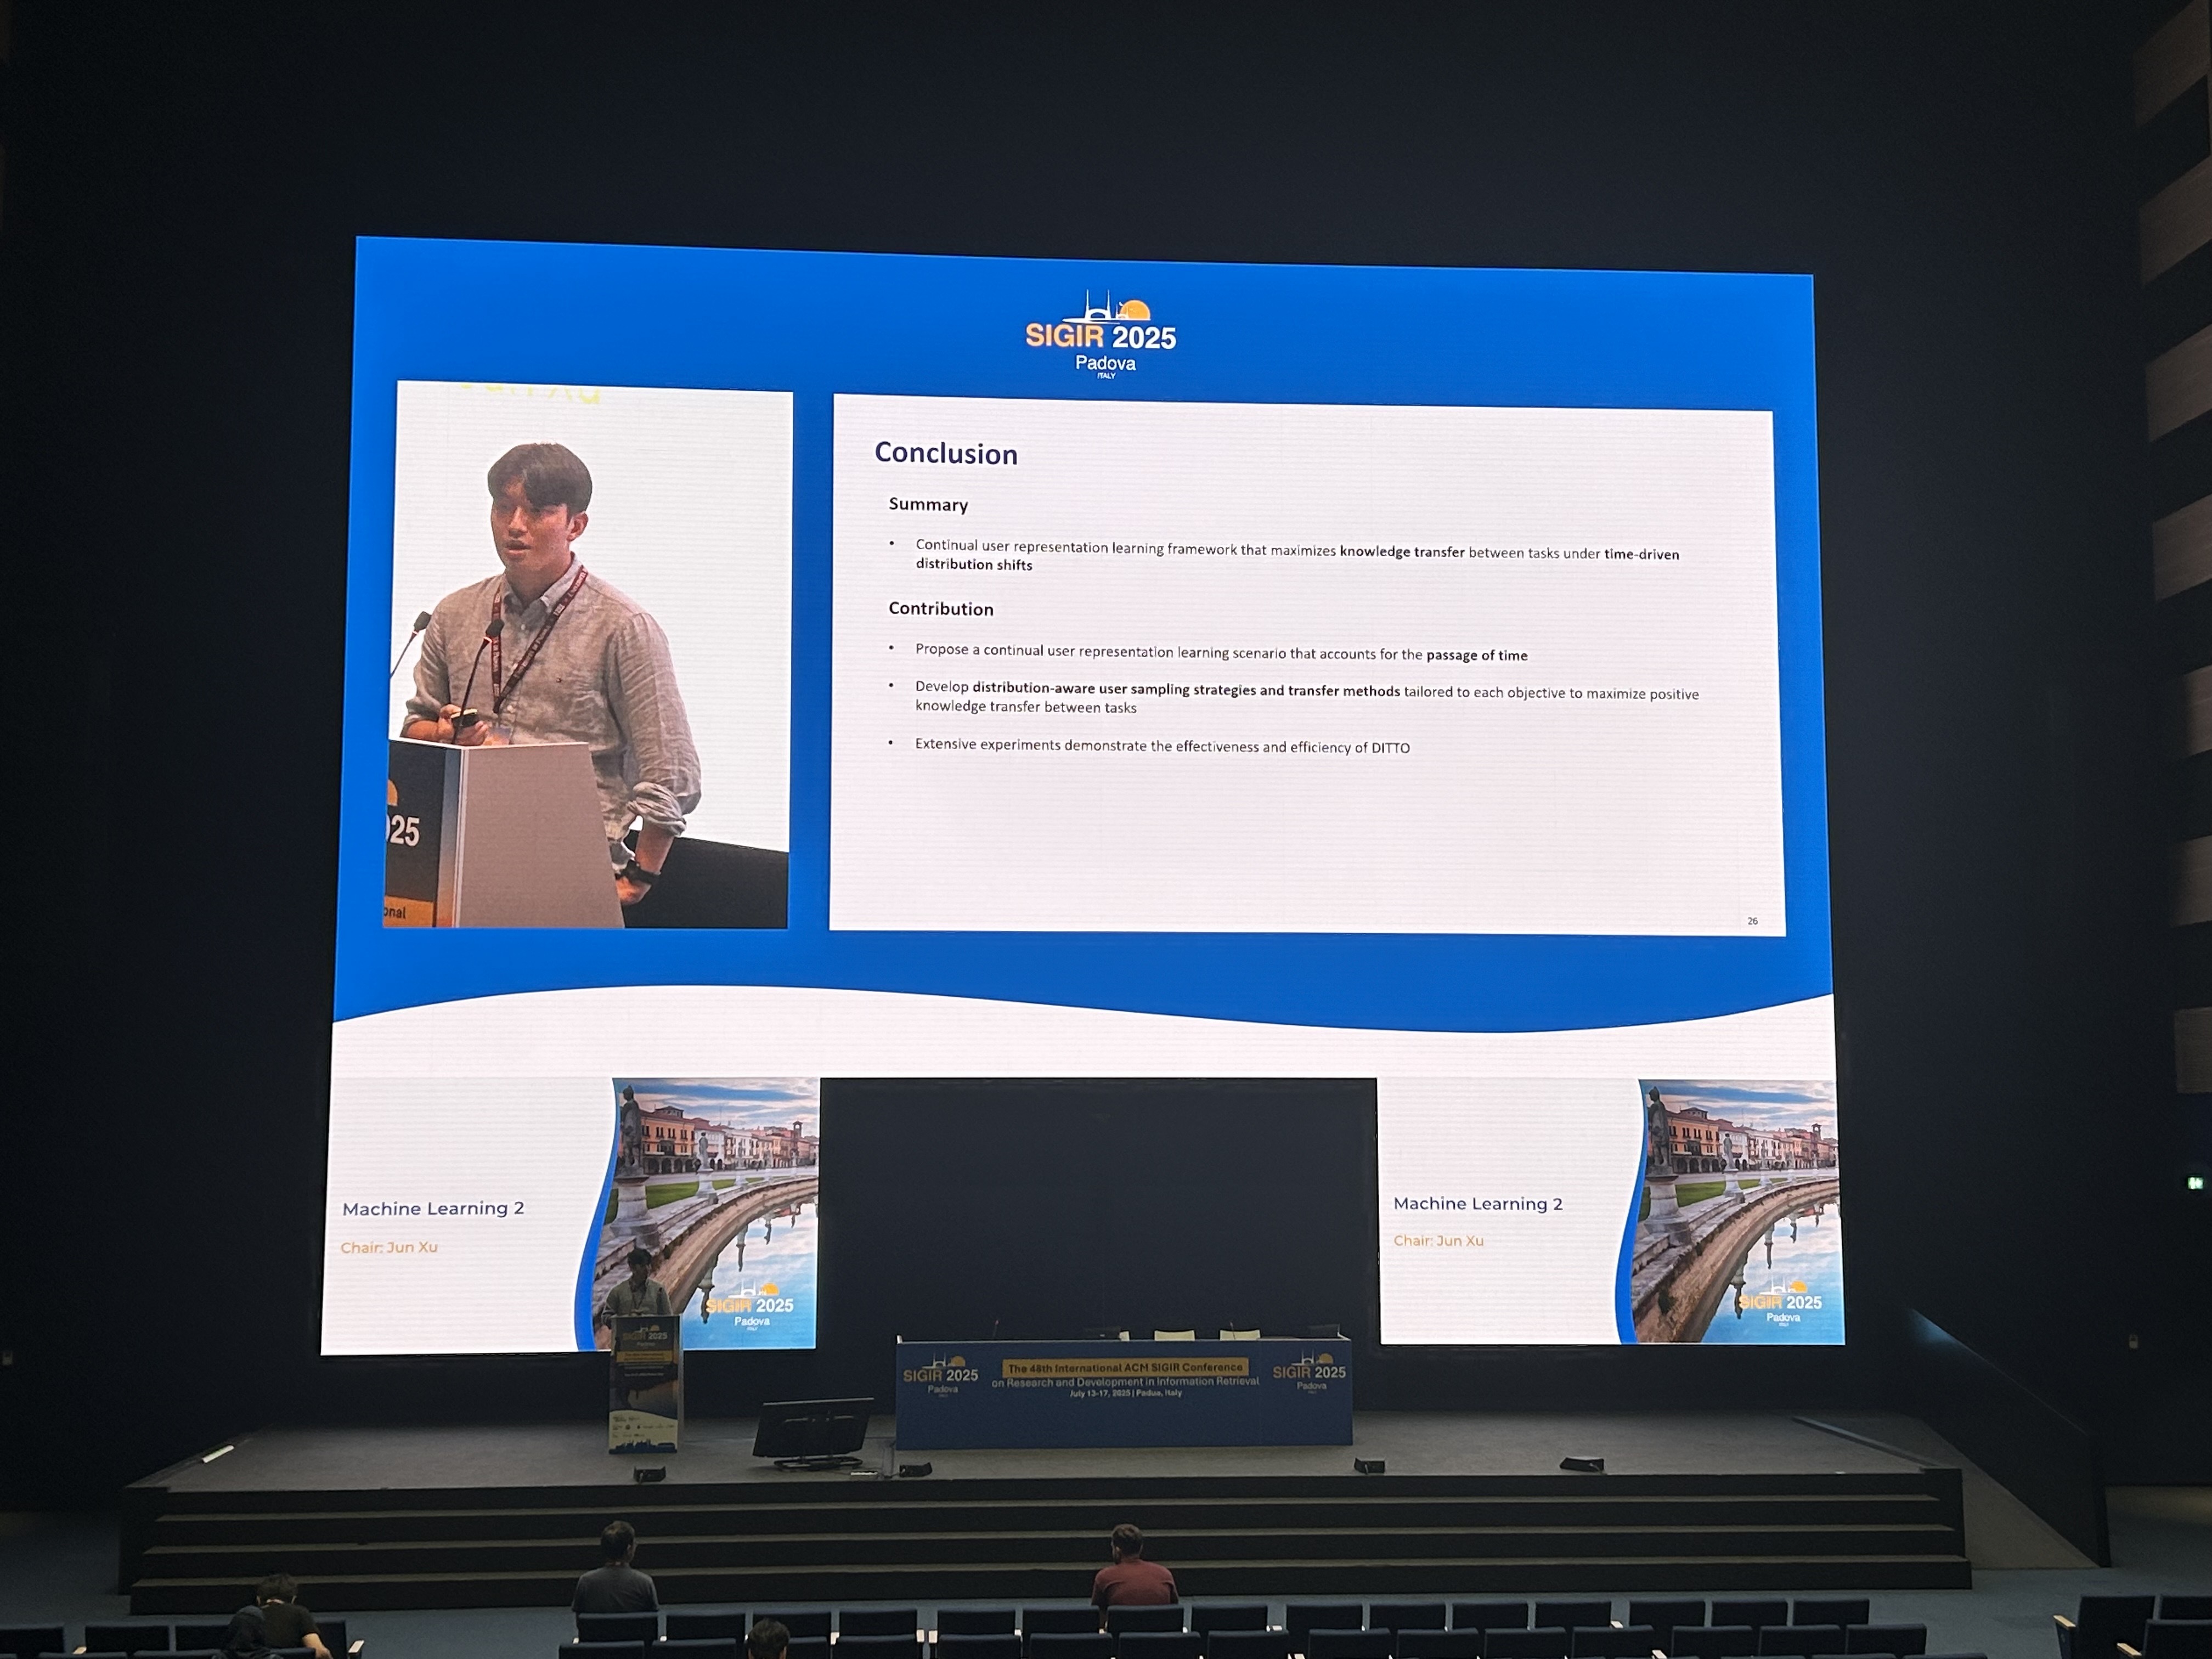 SIGIR 2025
Padova
ITALY
Conclusion
Summary
• Continual user representation learning framework that maximizes knowledge transfer between tasks under time-driven
distribution shifts
Contribution
• Propose a continual user representation learning scenario that accounts for the passage of time
• Develop distribution-aware user sampling strategies and transfer methods tailored to each objective to maximize positive
knowledge transfer between tasks
• Extensive experiments demonstrate the effectiveness and efficiency of DITTO
26
025
onal
Machine Learning 2
Chair: Jun Xu
SIGIR 2025
Padova
Machine Learning 2
Chair: Jun Xu
SIGIR 2025
Padova
SIGIR 2025
SIGIR 2025
Padova
The 48th International ACM SIGIR Conference
on Research and Development in Information Retrieval
July 13-17, 2025 | Padua, Italy
SIGIR 2025
Padova